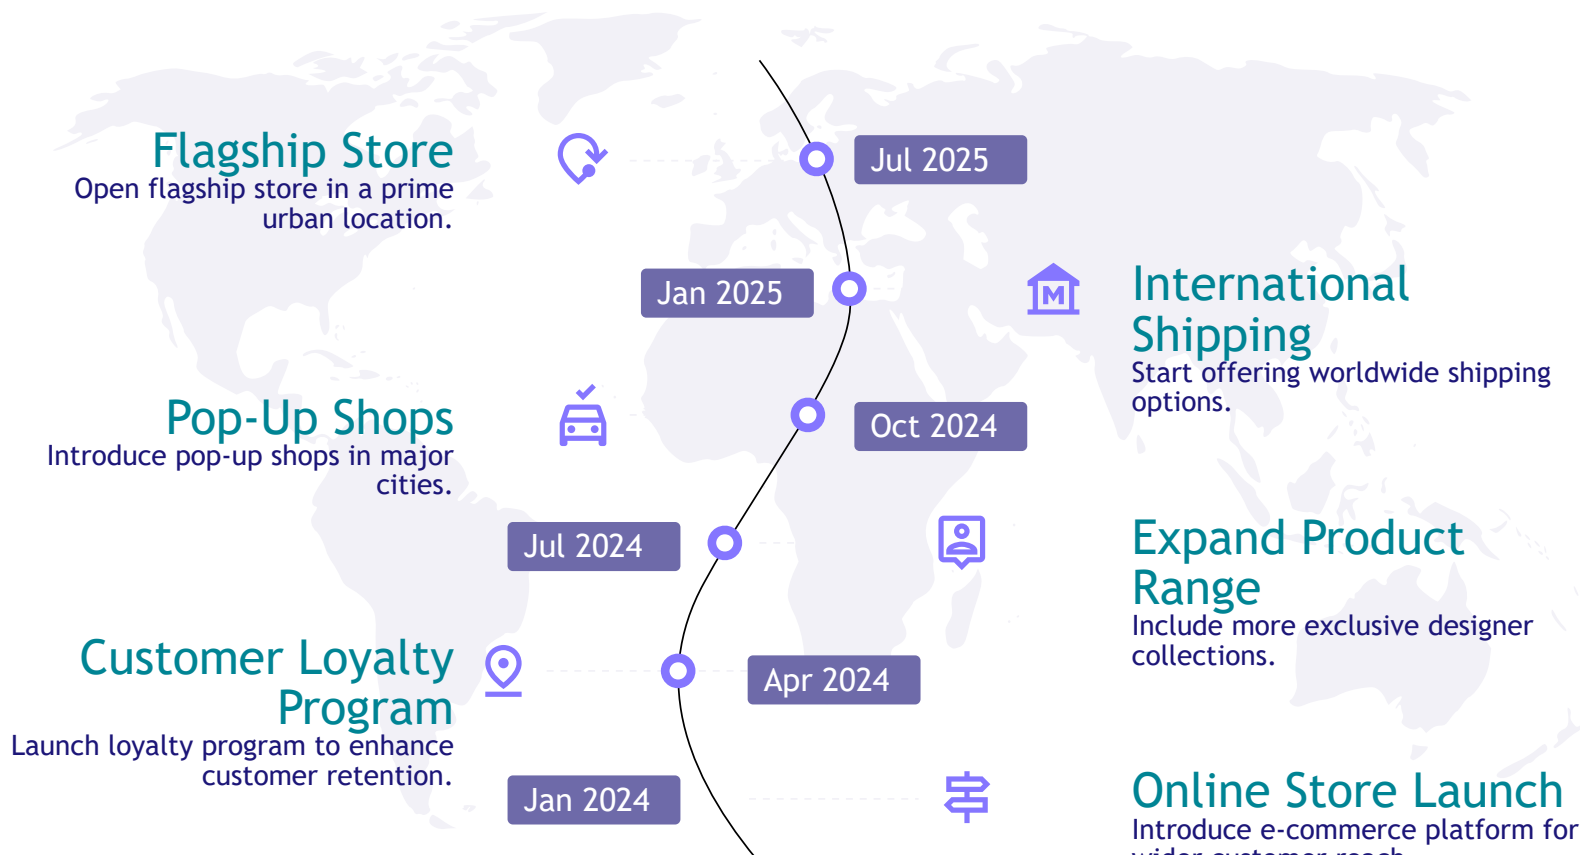 Flagship Store
Open flagship store in a prime
urban location.
Jul 2025
Jan 2025
International
Shipping
Start offering worldwide shipping
options.
Pop-Up Shops
Introduce pop-up shops in major
cities.
Oct 2024
Jul 2024
Expand Product
Range
Include more exclusive designer
collections.
Customer Loyalty
Program
Launch loyalty program to enhance
customer retention.
Apr 2024
Jan 2024
Online Store Launch
Introduce e-commerce platform for
wider customer reach.